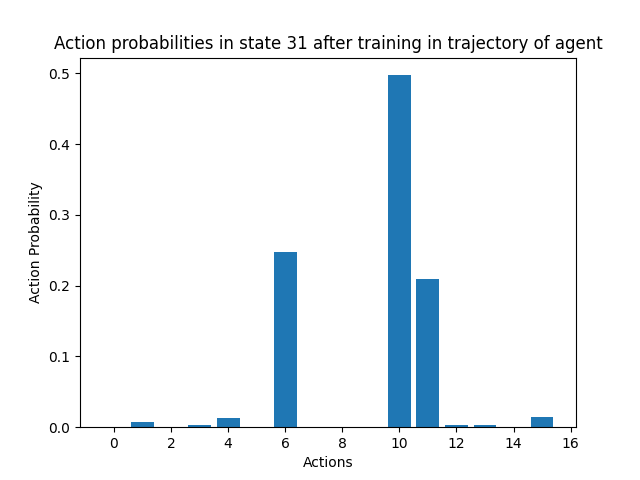 Action probabilities in state 31 after training in trajectory of agent
0.5
0.4
0.3
0.2
0.1
0.0
Action Probability
0 2 4 6 8 10 12 14 16
Actions